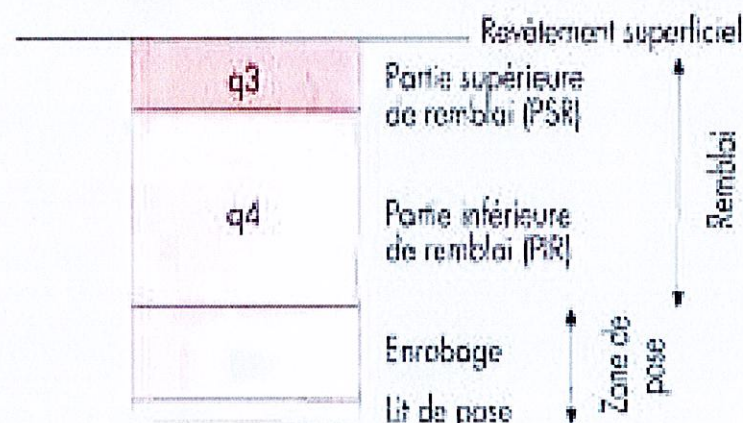 Revêtement superficiel
q3
Partie supérieure
de remblai (PSR)
Remblai
q4
Partie inférieure
de remblai (PIR)
Enrobage
Zone de
pose
Lit de pose